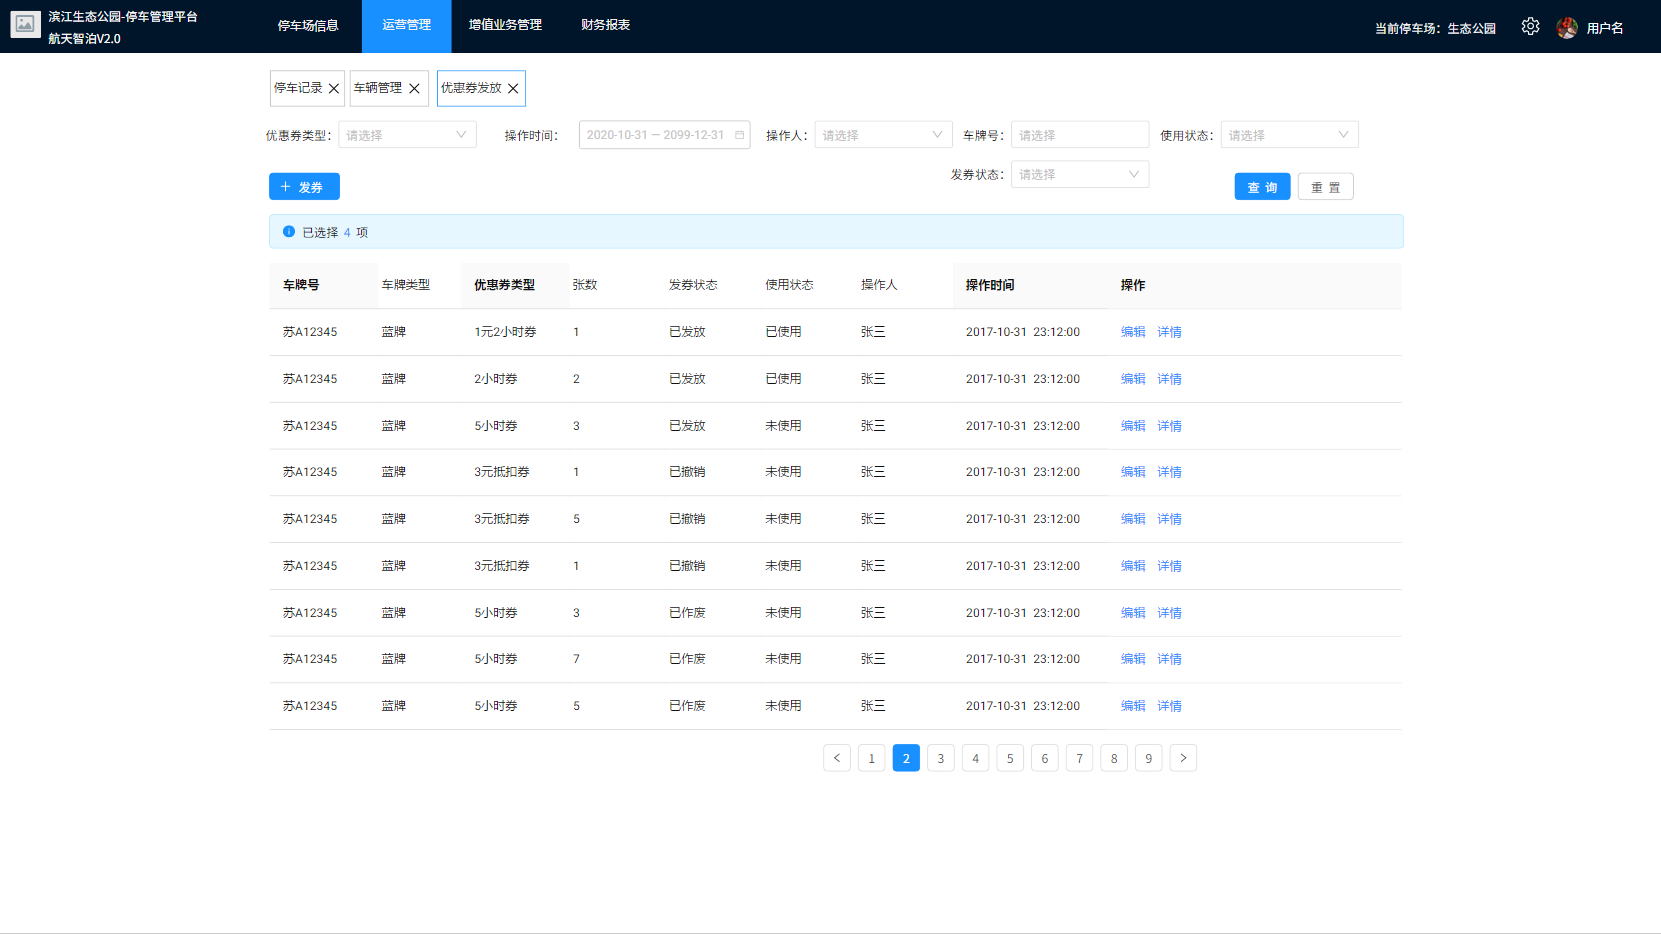 滨江生态公园-停车管理平台
航天智泊V2.0
停车场信息 运营管理 增值业务管理 财务报表
当前停车场：生态公园 用户名
停车记录 车辆管理 优惠券发放
优惠券类型： 请选择 操作时间： 2020-10-31 — 2099-12-31 操作人： 请选择 车牌号： 请选择 使用状态： 请选择
发券状态： 请选择
+ 发券 查 询 重 置
已选择 4 项
车牌号 车牌类型 优惠券类型 张数 发券状态 使用状态 操作人 操作时间 操作
苏A12345 蓝牌 1元2小时券 1 已发放 已使用 张三 2017-10-31 23:12:00 编辑 详情
苏A12345 蓝牌 2小时券 2 已发放 已使用 张三 2017-10-31 23:12:00 编辑 详情
苏A12345 蓝牌 5小时券 3 已发放 未使用 张三 2017-10-31 23:12:00 编辑 详情
苏A12345 蓝牌 3元抵扣券 1 已撤销 未使用 张三 2017-10-31 23:12:00 编辑 详情
苏A12345 蓝牌 3元抵扣券 5 已撤销 未使用 张三 2017-10-31 23:12:00 编辑 详情
苏A12345 蓝牌 3元抵扣券 1 已撤销 未使用 张三 2017-10-31 23:12:00 编辑 详情
苏A12345 蓝牌 5小时券 3 已作废 未使用 张三 2017-10-31 23:12:00 编辑 详情
苏A12345 蓝牌 5小时券 7 已作废 未使用 张三 2017-10-31 23:12:00 编辑 详情
苏A12345 蓝牌 5小时券 5 已作废 未使用 张三 2017-10-31 23:12:00 编辑 详情
< 1 2 3 4 5 6 7 8 9 >